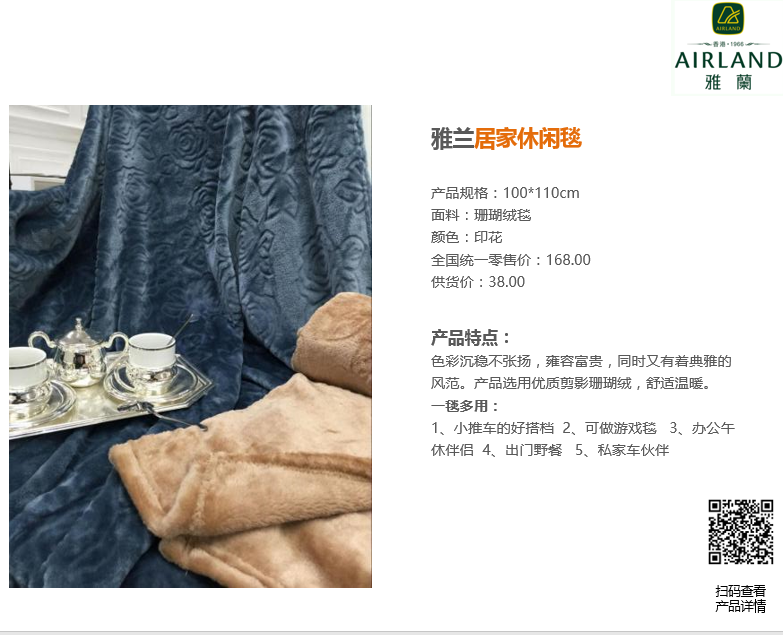 AIRLAND
香港·1966
AIRLAND
雅蘭
雅兰居家休闲毯
产品规格：100*110cm
面料：珊瑚绒毯
颜色：印花
全国统一零售价：168.00
供货价：38.00
产品特点：
色彩沉稳不张扬，雍容富贵，同时又有着典雅的
风范。产品选用优质剪影珊瑚绒，舒适温暖。
一毯多用：
1、小推车的好搭档 2、可做游戏毯 3、办公午
休伴侣 4、出门野餐 5、私家车伙伴
扫码查看
产品详情